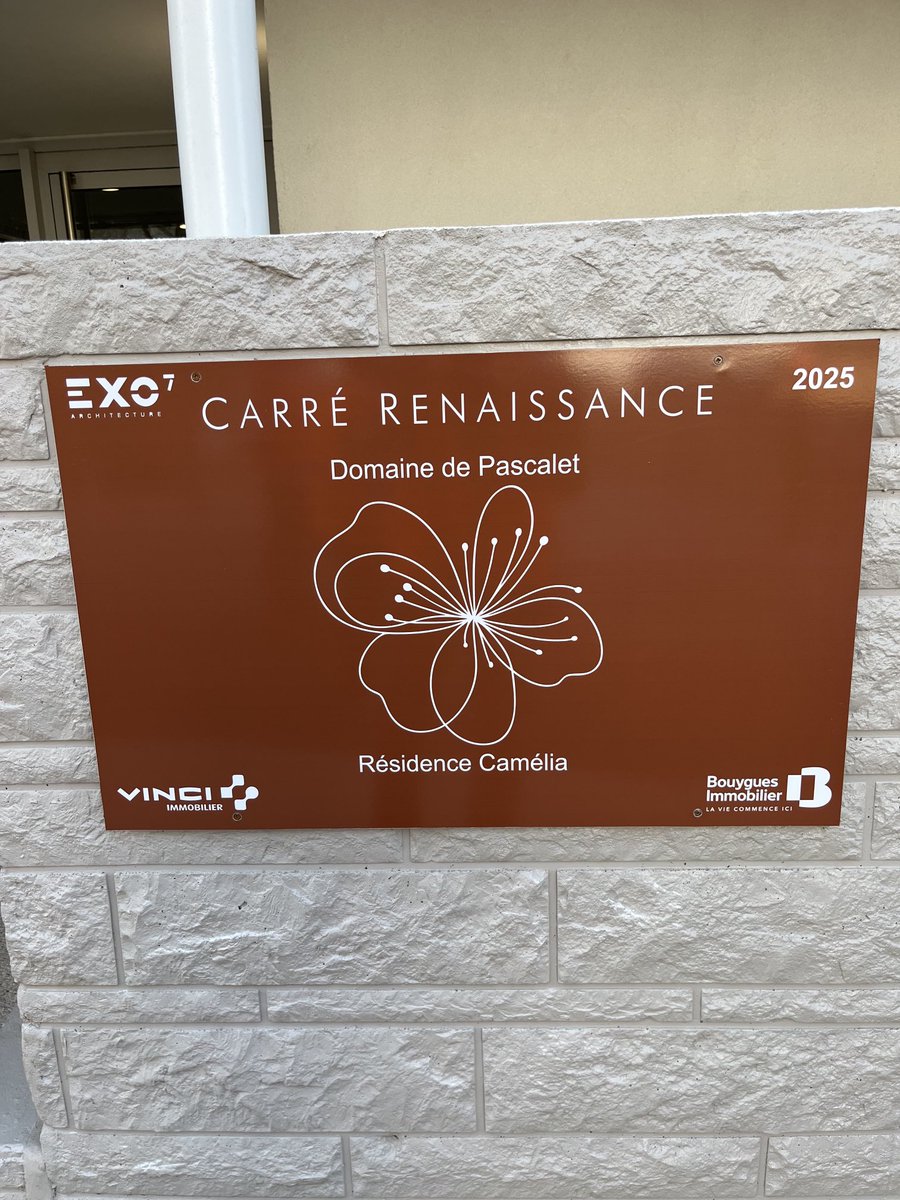 EXO7
ARCHITECTURE
CARRÉ RENAISSANCE
2025
Domaine de Pascalet
Résidence Camélia
VINCI
IMMOBILIER
Bouygues
Immobilier
LA VIE COMMENCE ICI